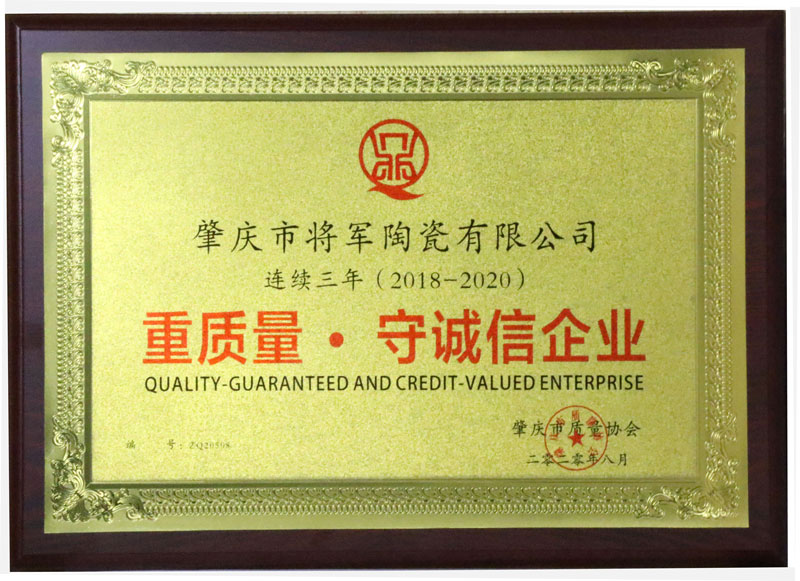 肇庆市将军陶瓷有限公司
连续三年（2018-2020）
重质量·守诚信企业
QUALITY-GUARANTEED AND CREDIT-VALUED ENTERPRISE
肇庆市质量协会
编 号：
二零二零年八月